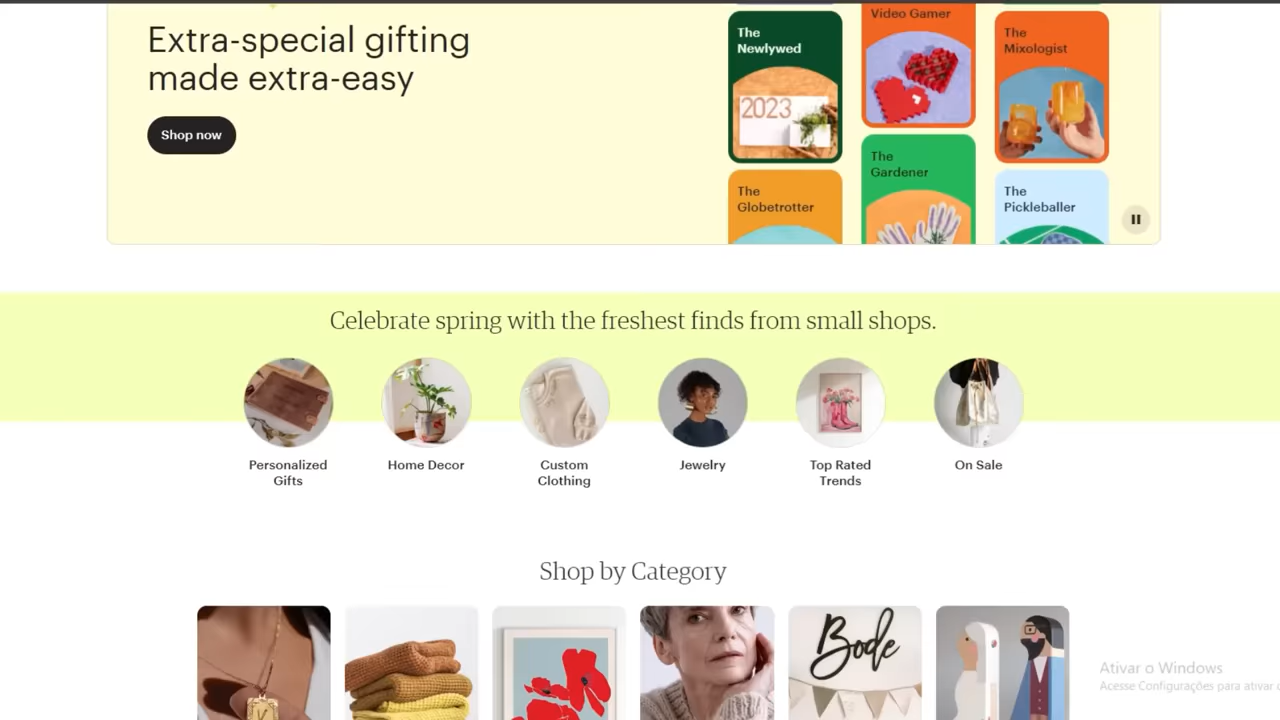 Extra-special gifting
made extra-easy
Shop now
The
Newlywed
2023
The
Globetrotter
Video Gamer
The
Gardener
The
Mixologist
The
Pickleballer
Celebrate spring with the freshest finds from small shops.
Personalized
Gifts
Home Decor
Custom
Clothing
Jewelry
Top Rated
Trends
On Sale
Shop by Category
Bode
Ativar o Windows
Acesse Configurações para ativar